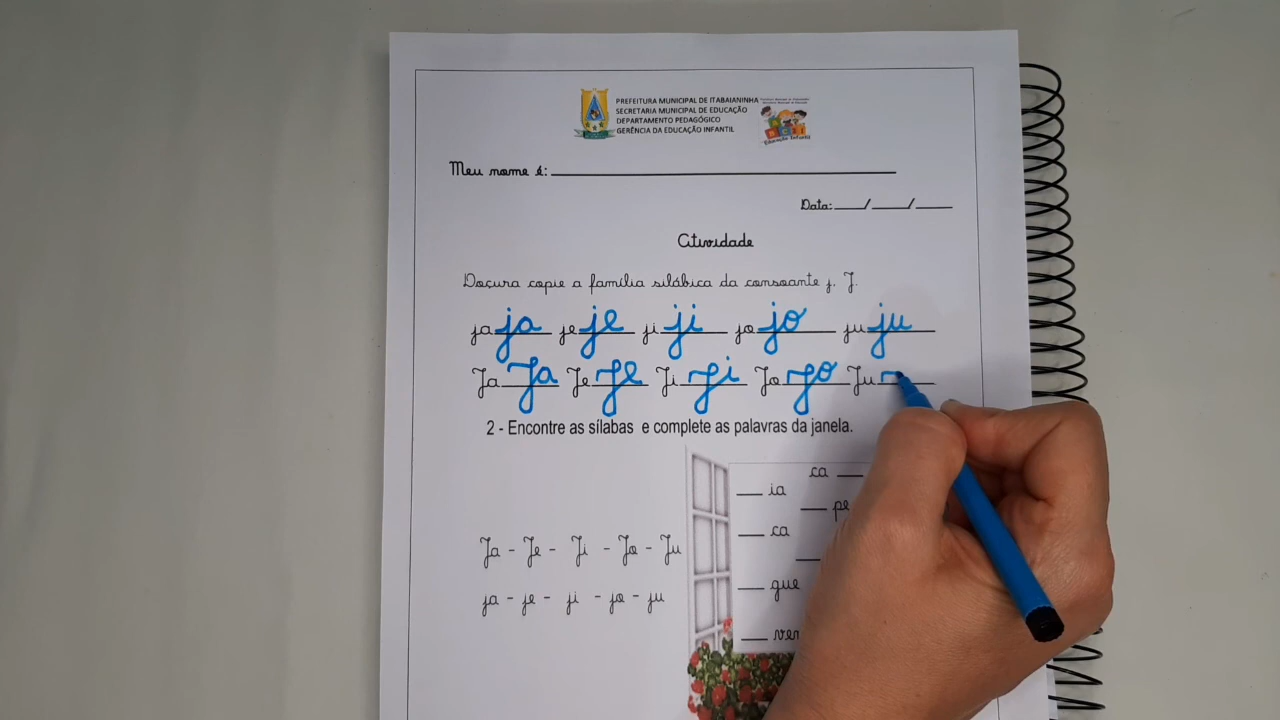 PREFEITURA MUNICIPAL DE ITABAIANINHA
SECRETARIA MUNICIPAL DE EDUCAÇÃO
DEPARTAMENTO PEDAGÓGICO
GERÊNCIA DA EDUCAÇÃO INFANTIL
Educação Infantil
Meu nome é:
Data: / /
Atividade
Doçura copie a família silábica da consoante j, J.
ja ja je je ji ji jo jo ju ju
Ja Ja Je Je Ji Ji Jo Jo Ju
2 - Encontre as sílabas e complete as palavras da janela.
ca
ia
pe
ca
Ja - Je - Ji - Jo - Ju
gue
ja - je - ji - jo - ju